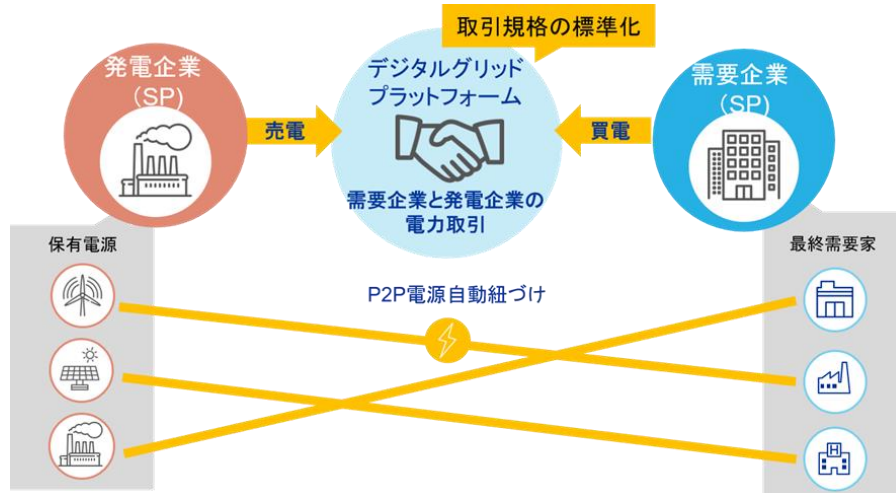 取引規格の標準化
発電企業
（SP）
デジタルグリッド
プラットフォーム
需要企業
（SP）
売電
買電
需要企業と発電企業の
電力取引
保有電源
最終需要家
P2P電源自動紐づけ
H